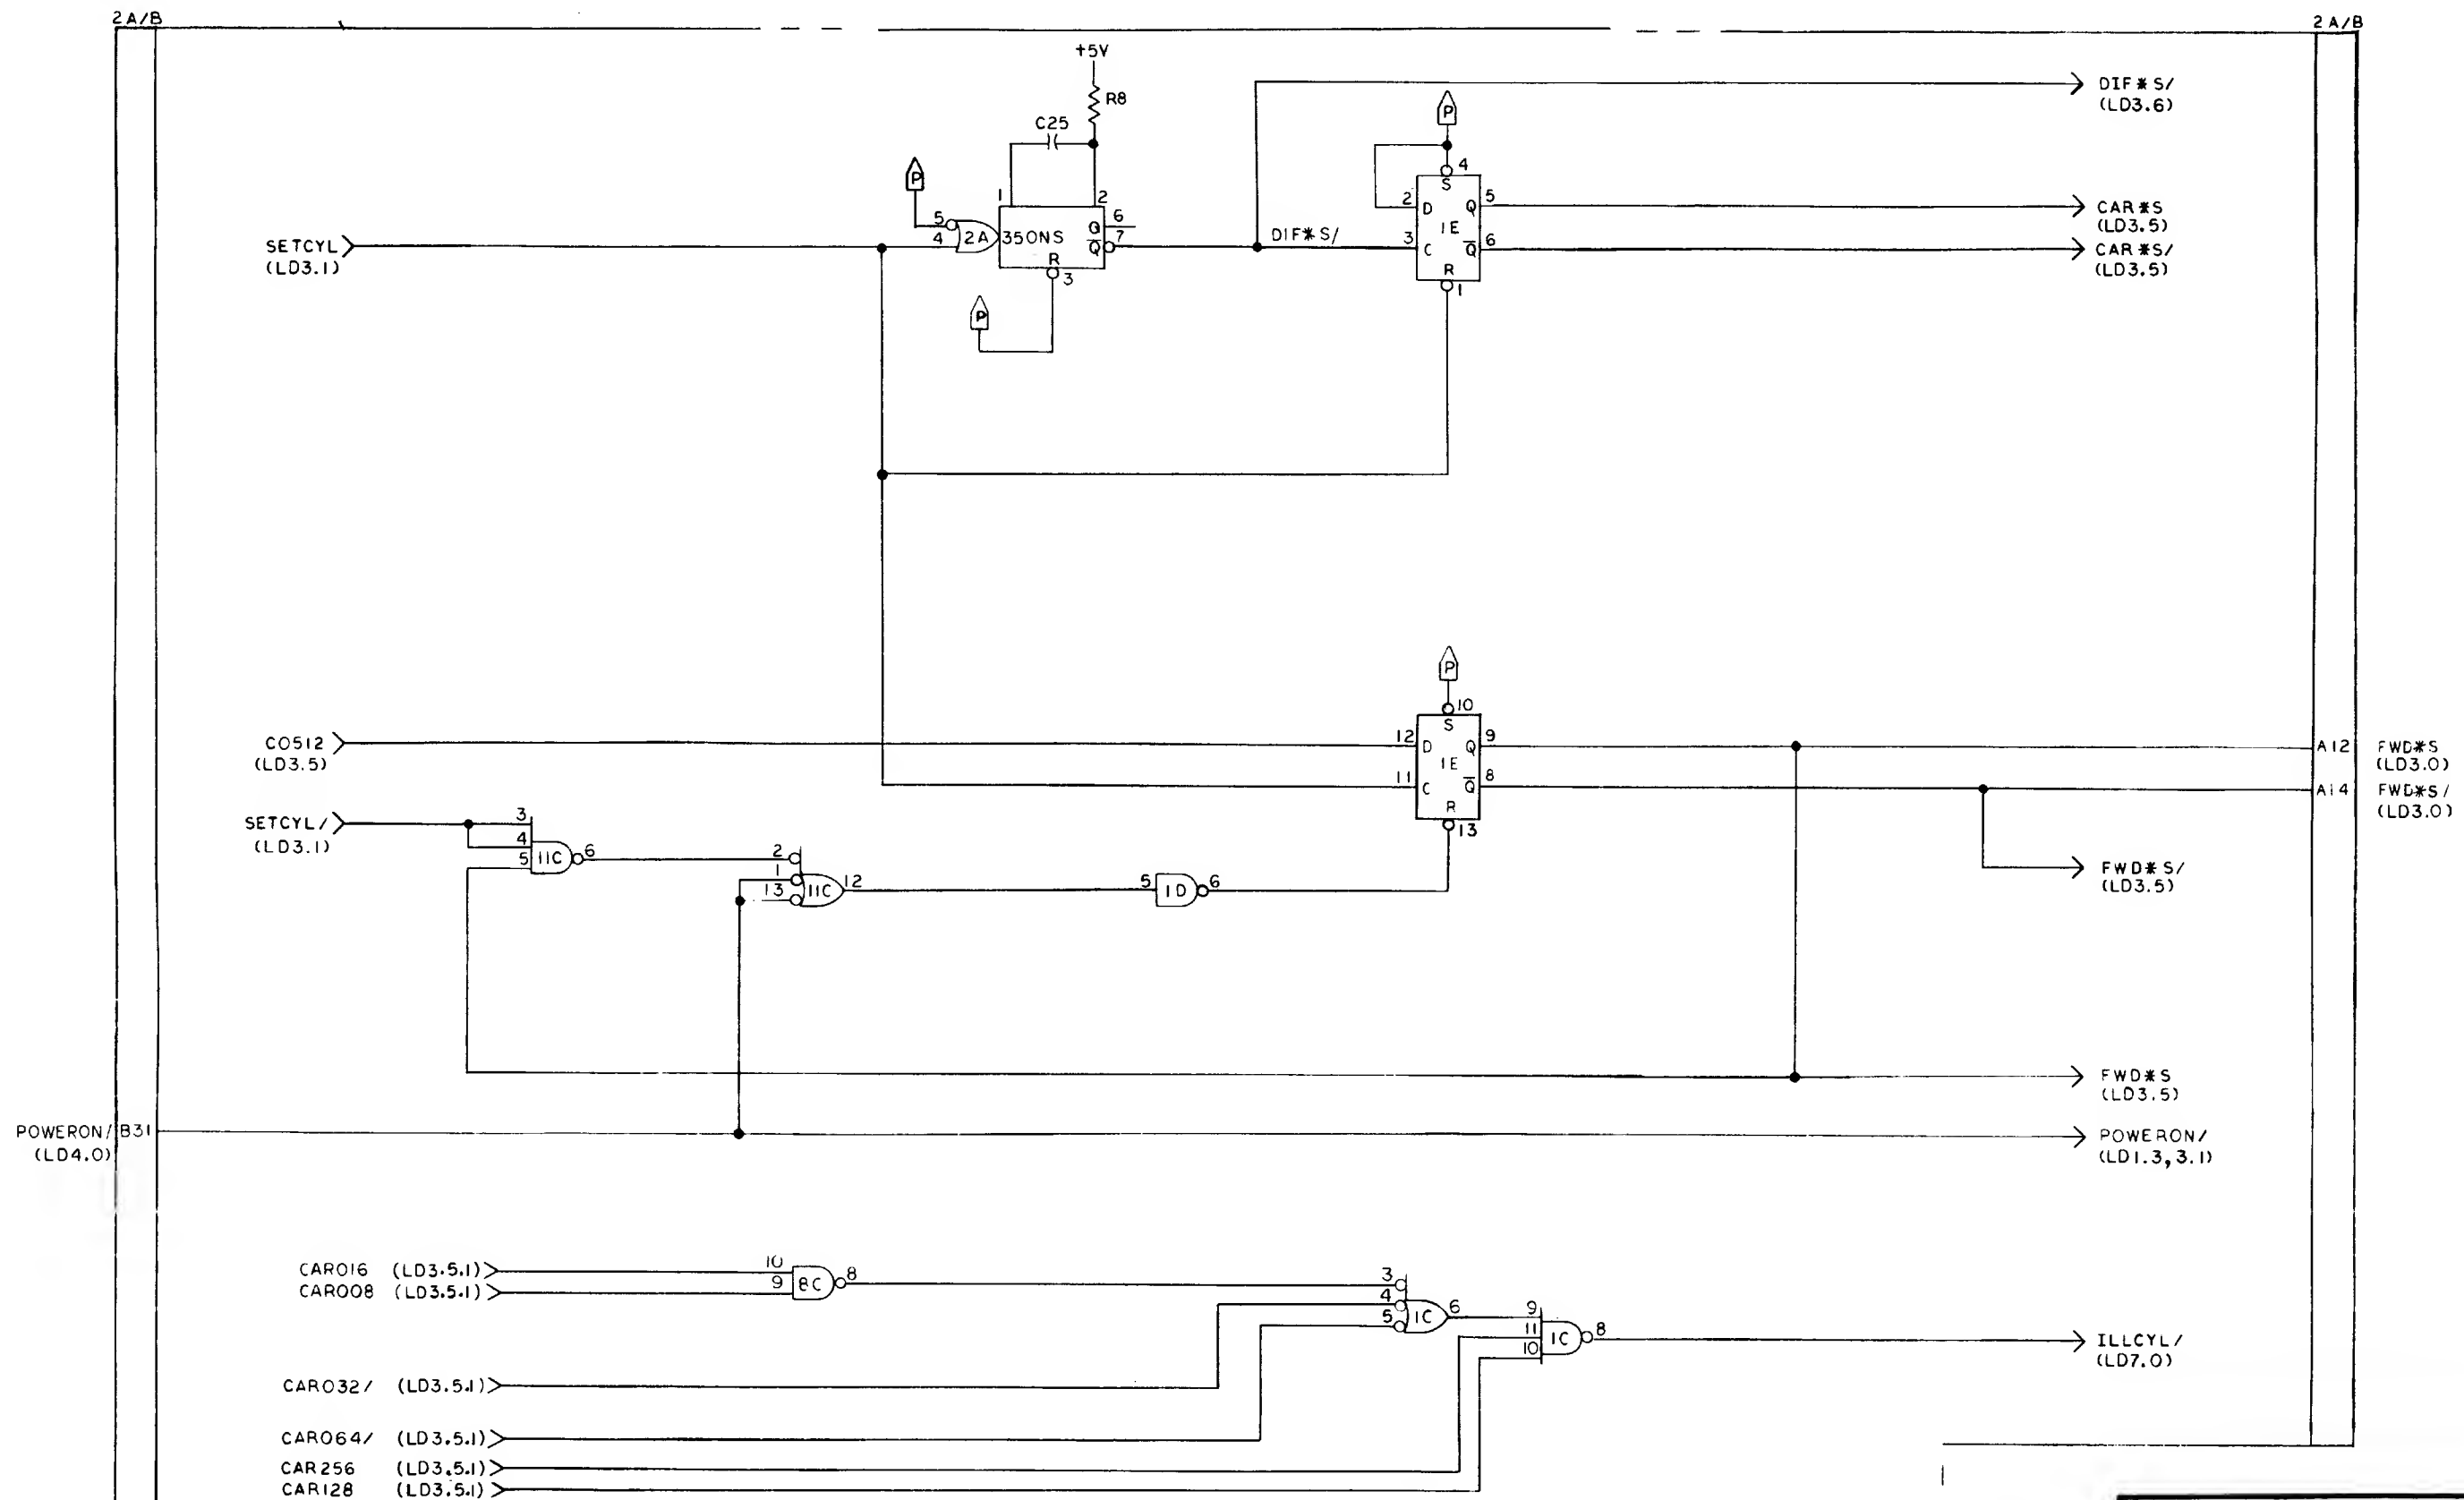 2A/B
2A/B
+5V
R8
C25
DIF*S/
(LD3.6)
P
P
4
S
1
2
2
D
Q
5
CAR*S
(LD3.5)
5
4
2A
350NS
Q
6
Q
7
R
3
1E
SETCYL
(LD3.1)
DIF*S/
3
C
Q
6
CAR*S/
(LD3.5)
R
1
P
P
10
S
CO512
(LD3.5)
12
D
Q
9
1E
A12
FWD*S
(LD3.0)
11
C
Q
8
A14
FWD*S/
(LD3.0)
R
13
SETCYL/
(LD3.1)
3
4
5
11C
6
2
1
13
11C
12
5
1D
6
FWD*S/
(LD3.5)
FWD*S
(LD3.5)
POWERON/
(LD4.0)
B31
POWERON/
(LD1.3, 3.1)
CAR016 (LD3.5.1)
CAR008 (LD3.5.1)
10
9
8C
8
3
4
5
1C
6
9
11
10
1C
8
ILLCYL/
(LD7.0)
CAR032/ (LD3.5.1)
CAR064/ (LD3.5.1)
CAR256 (LD3.5.1)
CAR128 (LD3.5.1)